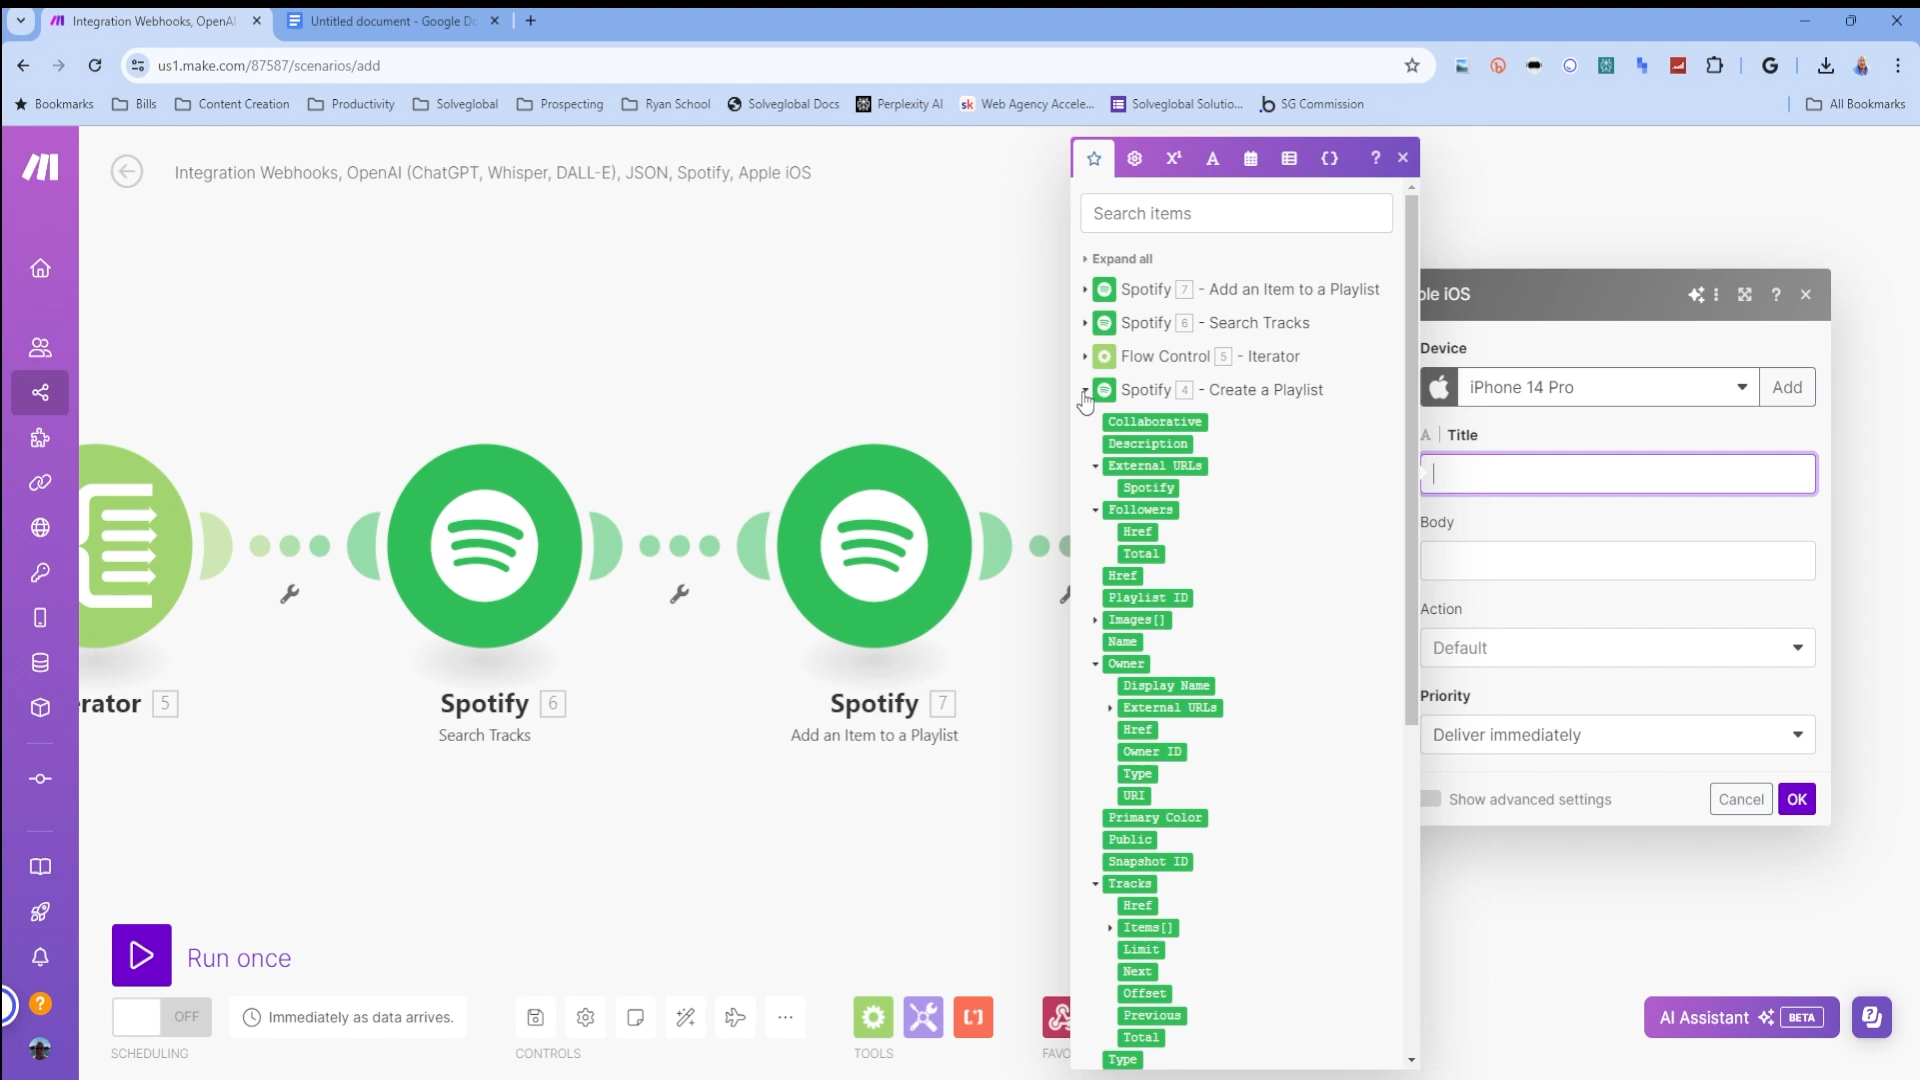 Integration Webhooks, OpenAI
Untitled document - Google Do
us1.make.com/87587/scenarios/add
Bookmarks
Bills
Content Creation
Productivity
Solveglobal
Prospecting
Ryan School
Solveglobal Docs
Perplexity AI
sk Web Agency Accele...
Solveglobal Solutio...
SG Commission
All Bookmarks
Integration Webhooks, OpenAI (ChatGPT, Whisper, DALL-E), JSON, Spotify, Apple iOS
Search items
Expand all
Spotify 7 - Add an Item to a Playlist
Spotify 6 - Search Tracks
Flow Control 5 - Iterator
Spotify 4 - Create a Playlist
Collaborative
Description
External URLs
Spotify
Followers
Href
Total
Href
Playlist ID
Images[]
Name
Owner
Display Name
External URLs
Href
Owner ID
Type
URI
Primary Color
Public
Snapshot ID
Tracks
Href
Items[]
Limit
Next
Offset
Previous
Total
Type
ple iOS
Device
iPhone 14 Pro
Add
A Title
Body
Action
Default
Priority
Deliver immediately
Show advanced settings
Cancel
OK
rator 5
Spotify 6
Search Tracks
Spotify 7
Add an Item to a Playlist
Run once
OFF
Immediately as data arrives.
SCHEDULING
CONTROLS
TOOLS
FAVO
AI Assistant BETA